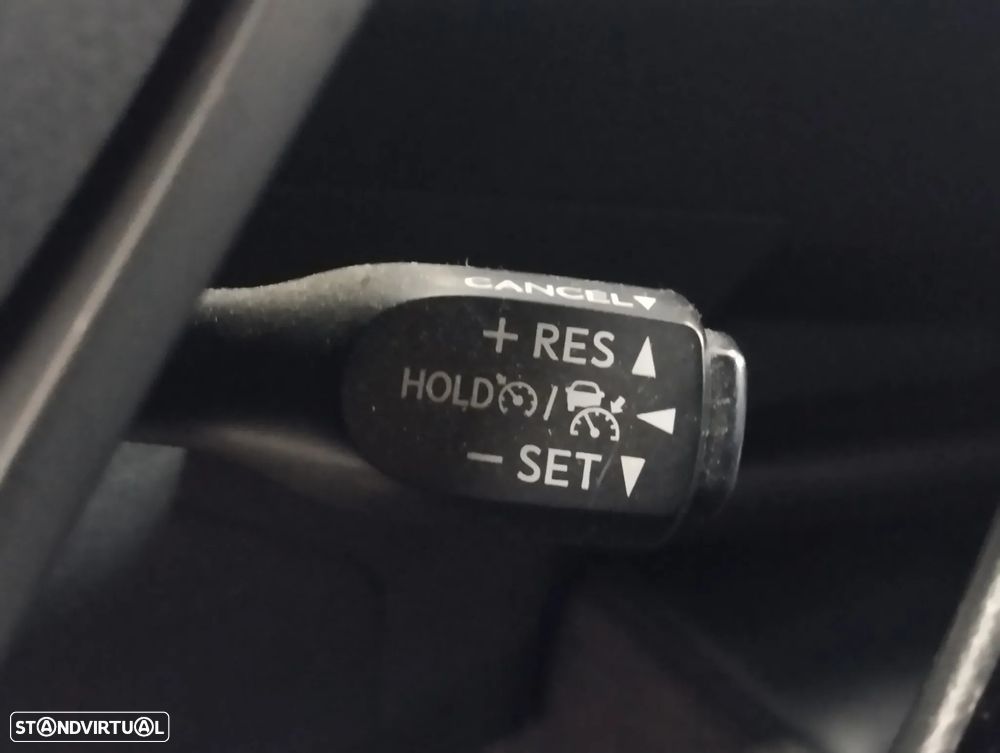 CANCEL
+ RES
HOLD /
− SET
STANDVIRTUAL